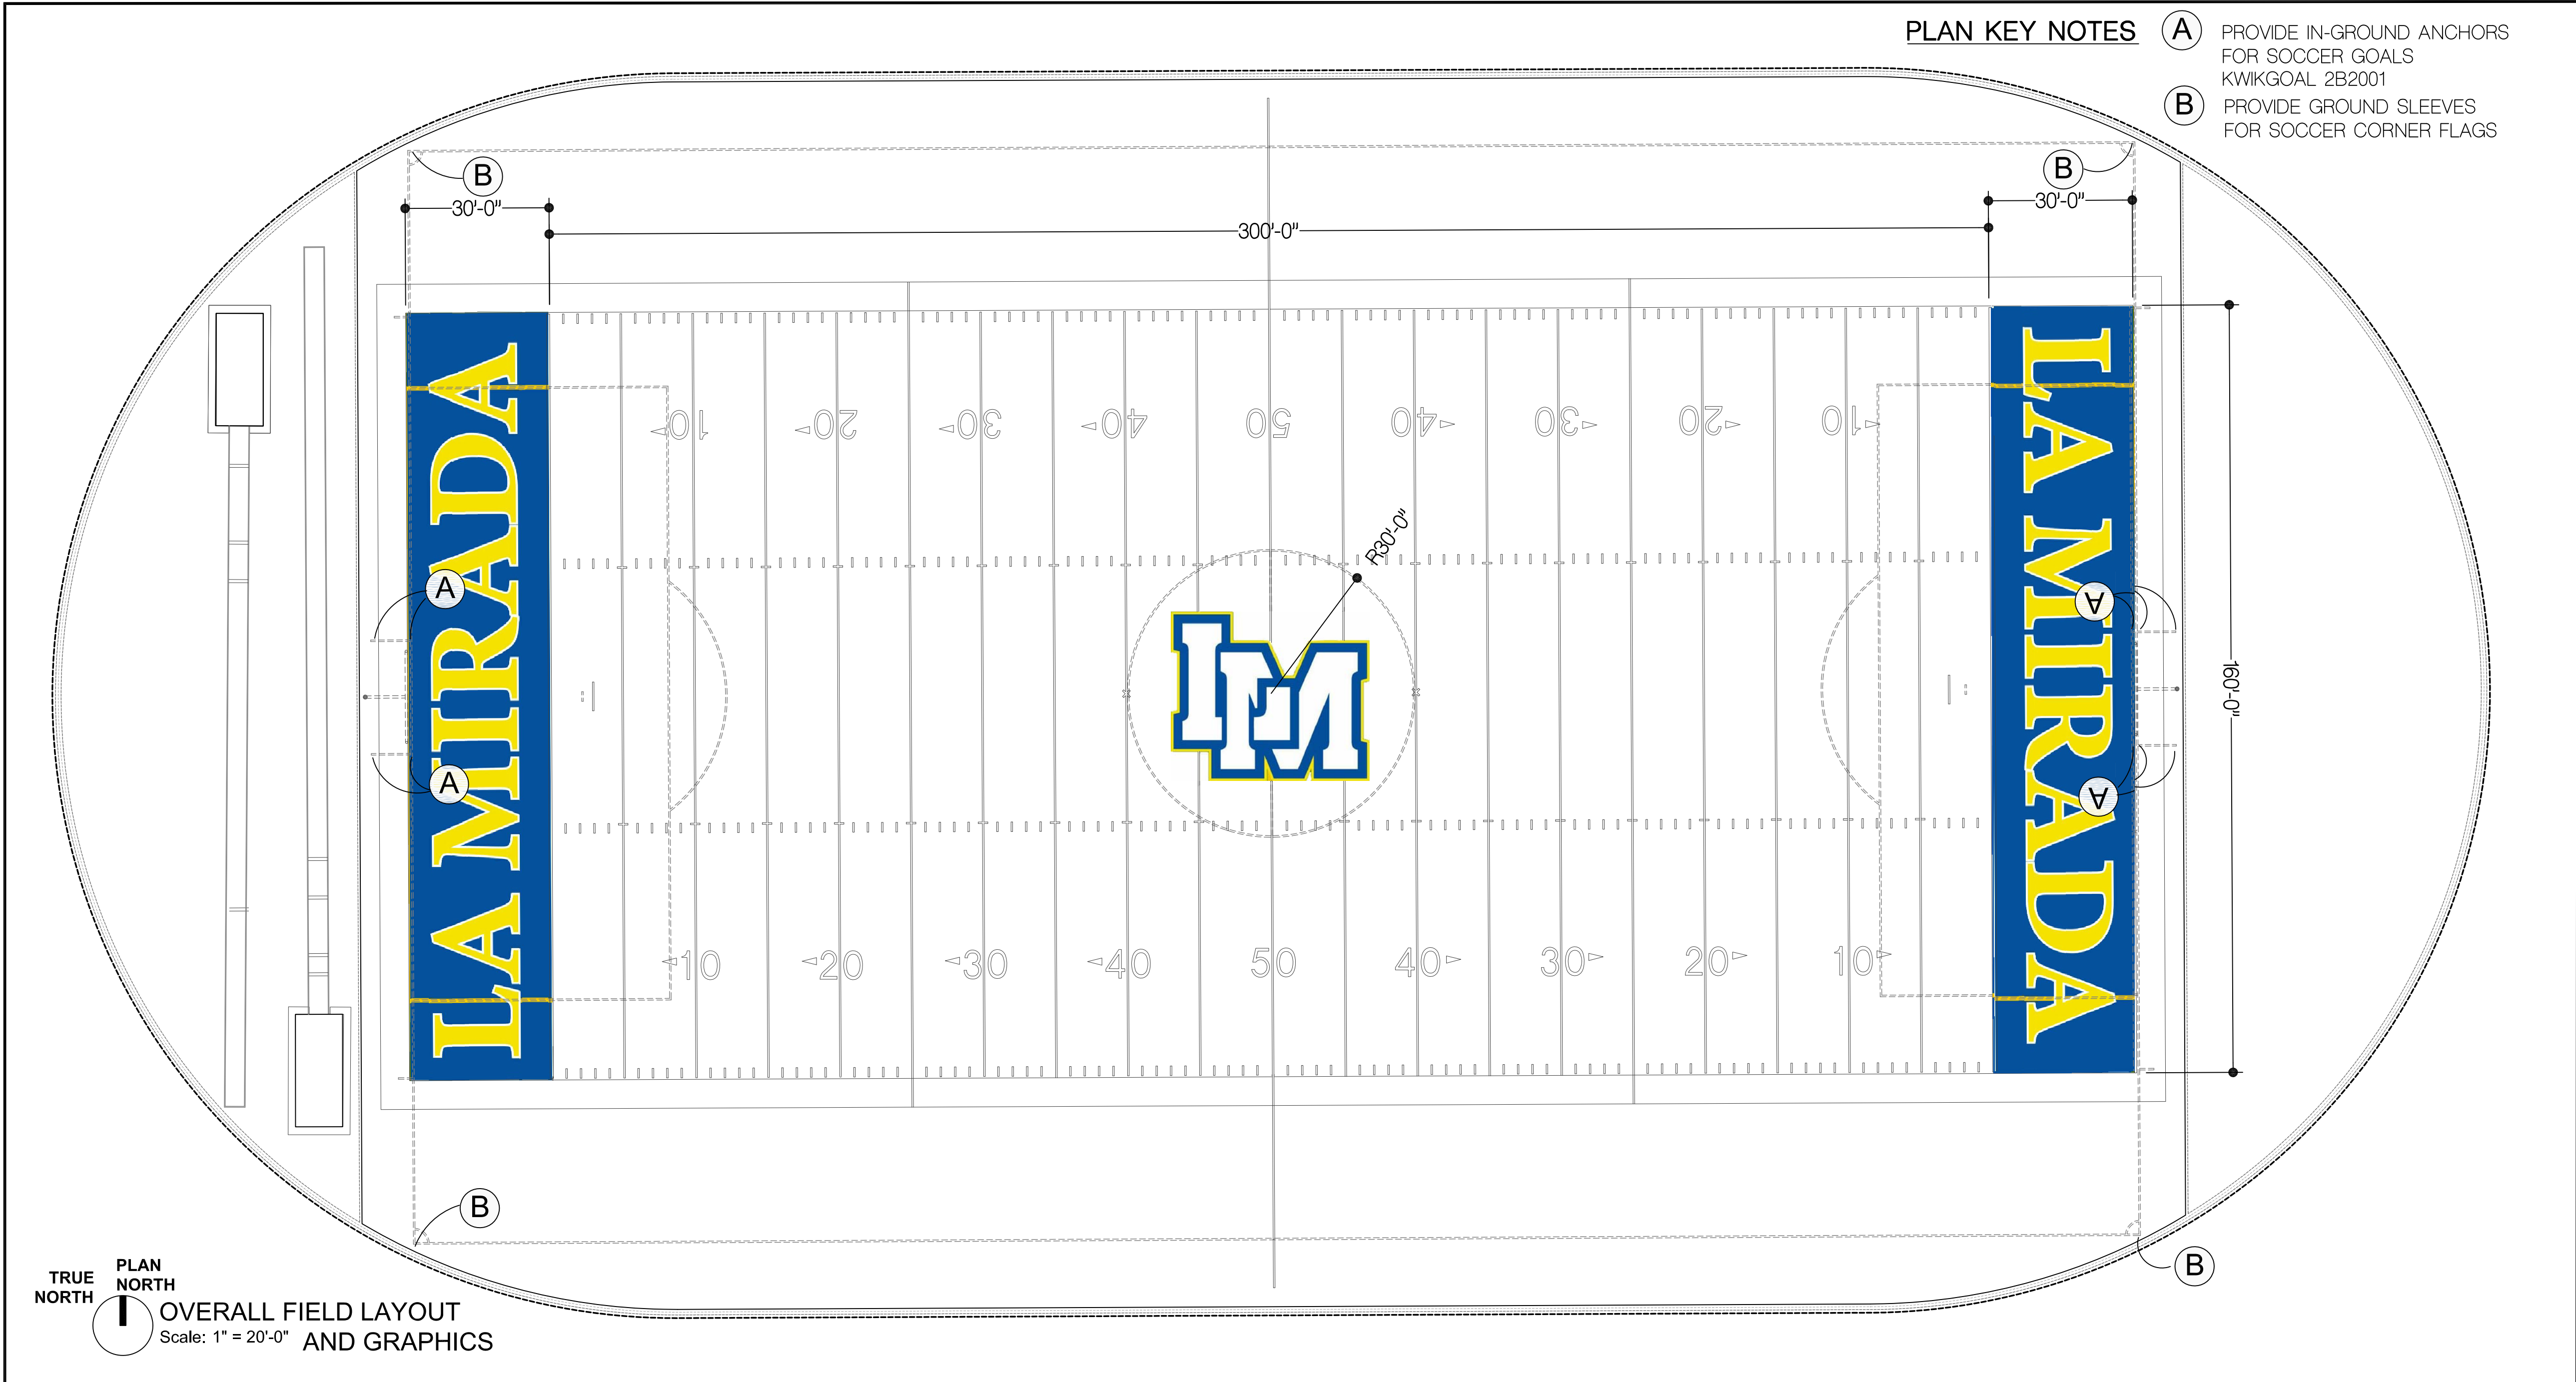 PLAN KEY NOTES
A PROVIDE IN-GROUND ANCHORS
FOR SOCCER GOALS
KWIKGOAL 2B2001
B PROVIDE GROUND SLEEVES
FOR SOCCER CORNER FLAGS
B
B
30'-0"
30'-0"
300'-0"
10 20 30 40 50 40 30 20 10
R30'-0"
LA MIRADA
LA MIRADA
A
A
A
A
LM
160'-0"
10 20 30 40 50 40 30 20 10
B
B
TRUE NORTH
PLAN NORTH
OVERALL FIELD LAYOUT
Scale: 1" = 20'-0" AND GRAPHICS